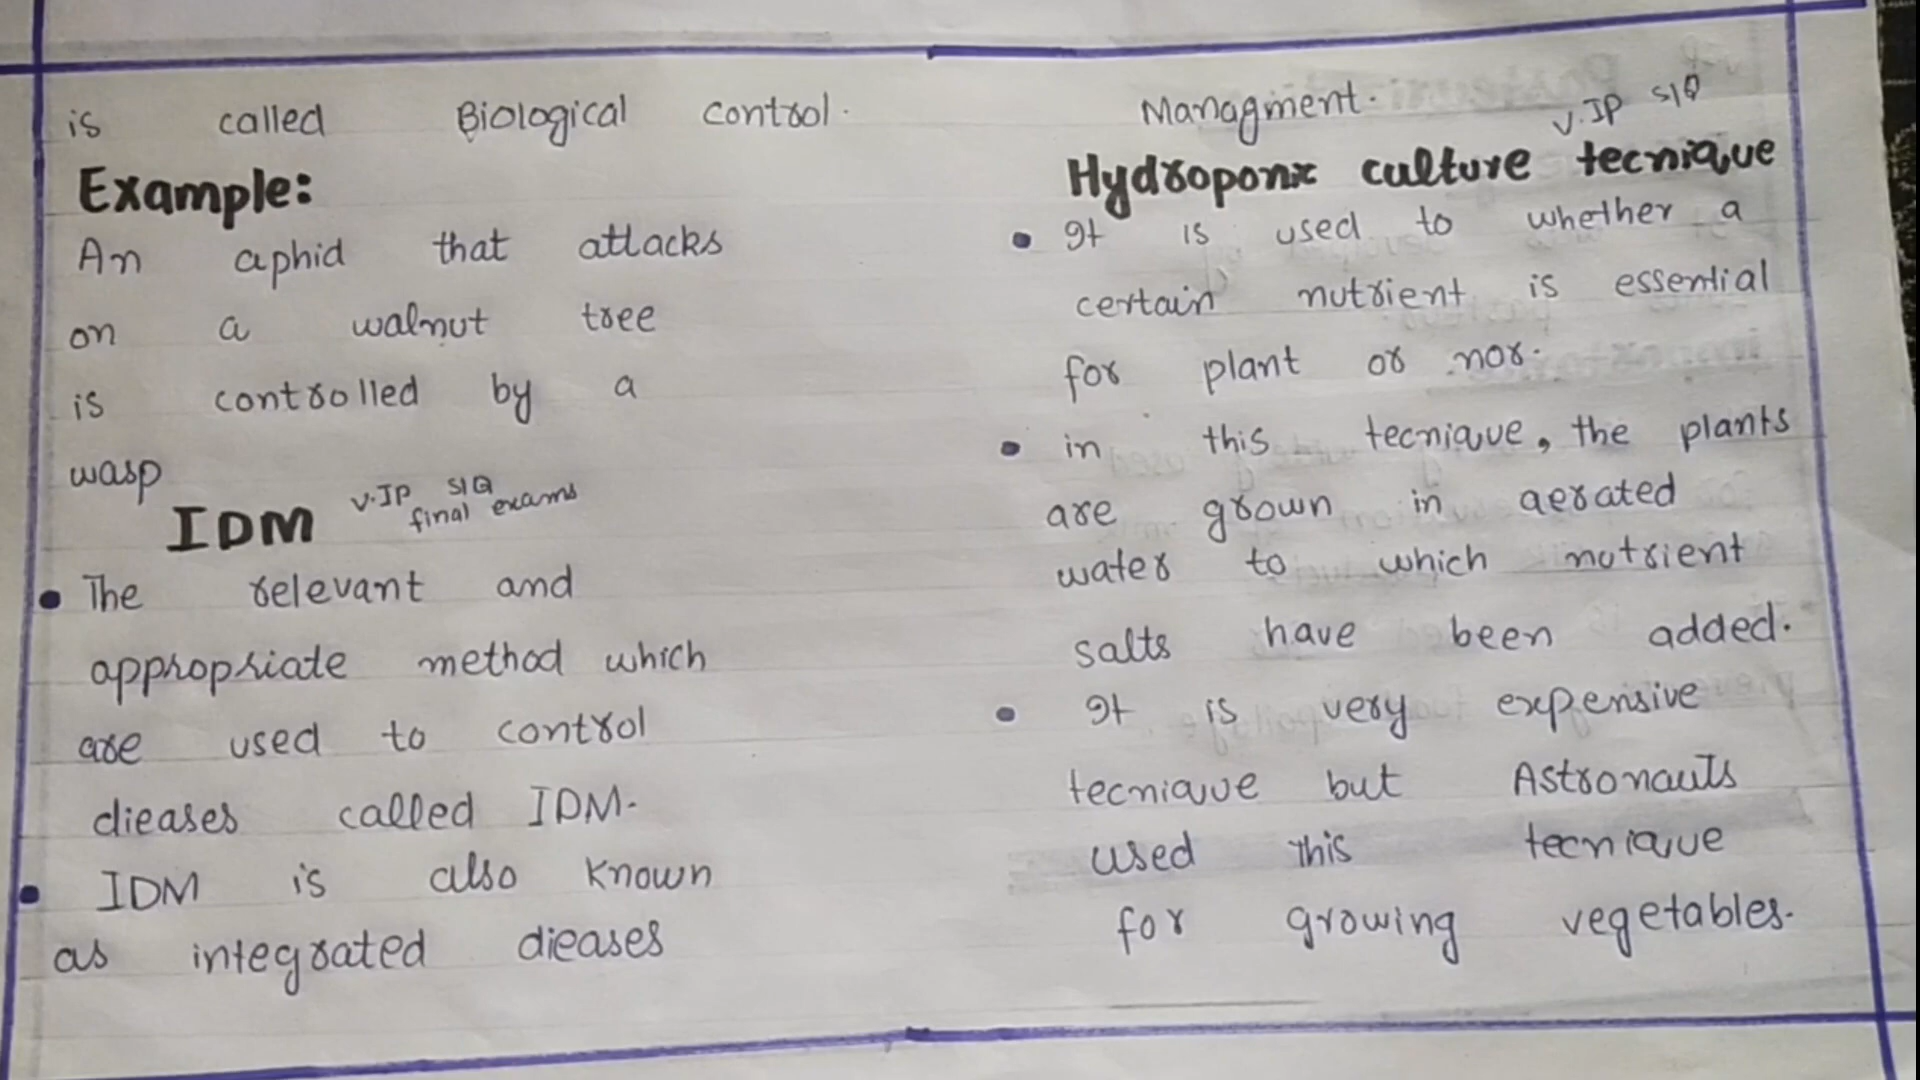 is called Biological control.
Example:
An aphid that attacks
on a walnut tree
is controlled by a
wasp
IDM v.IP S/Q
final exams
• The relevant and
appropriate method which
are used to control
dieases called IDM.
• IDM is also known
as integrated dieases
Managment.
v.IP S/Q
Hydroponic culture tecnique
• It is used to whether a
certain nutrient is essential
for plant or nor.
• in this tecnique, the plants
are grown in aerated
water to which nutrient
salts have been added.
• It is very expensive
tecnique but Astronauts
used this tecnique
for growing vegetables.